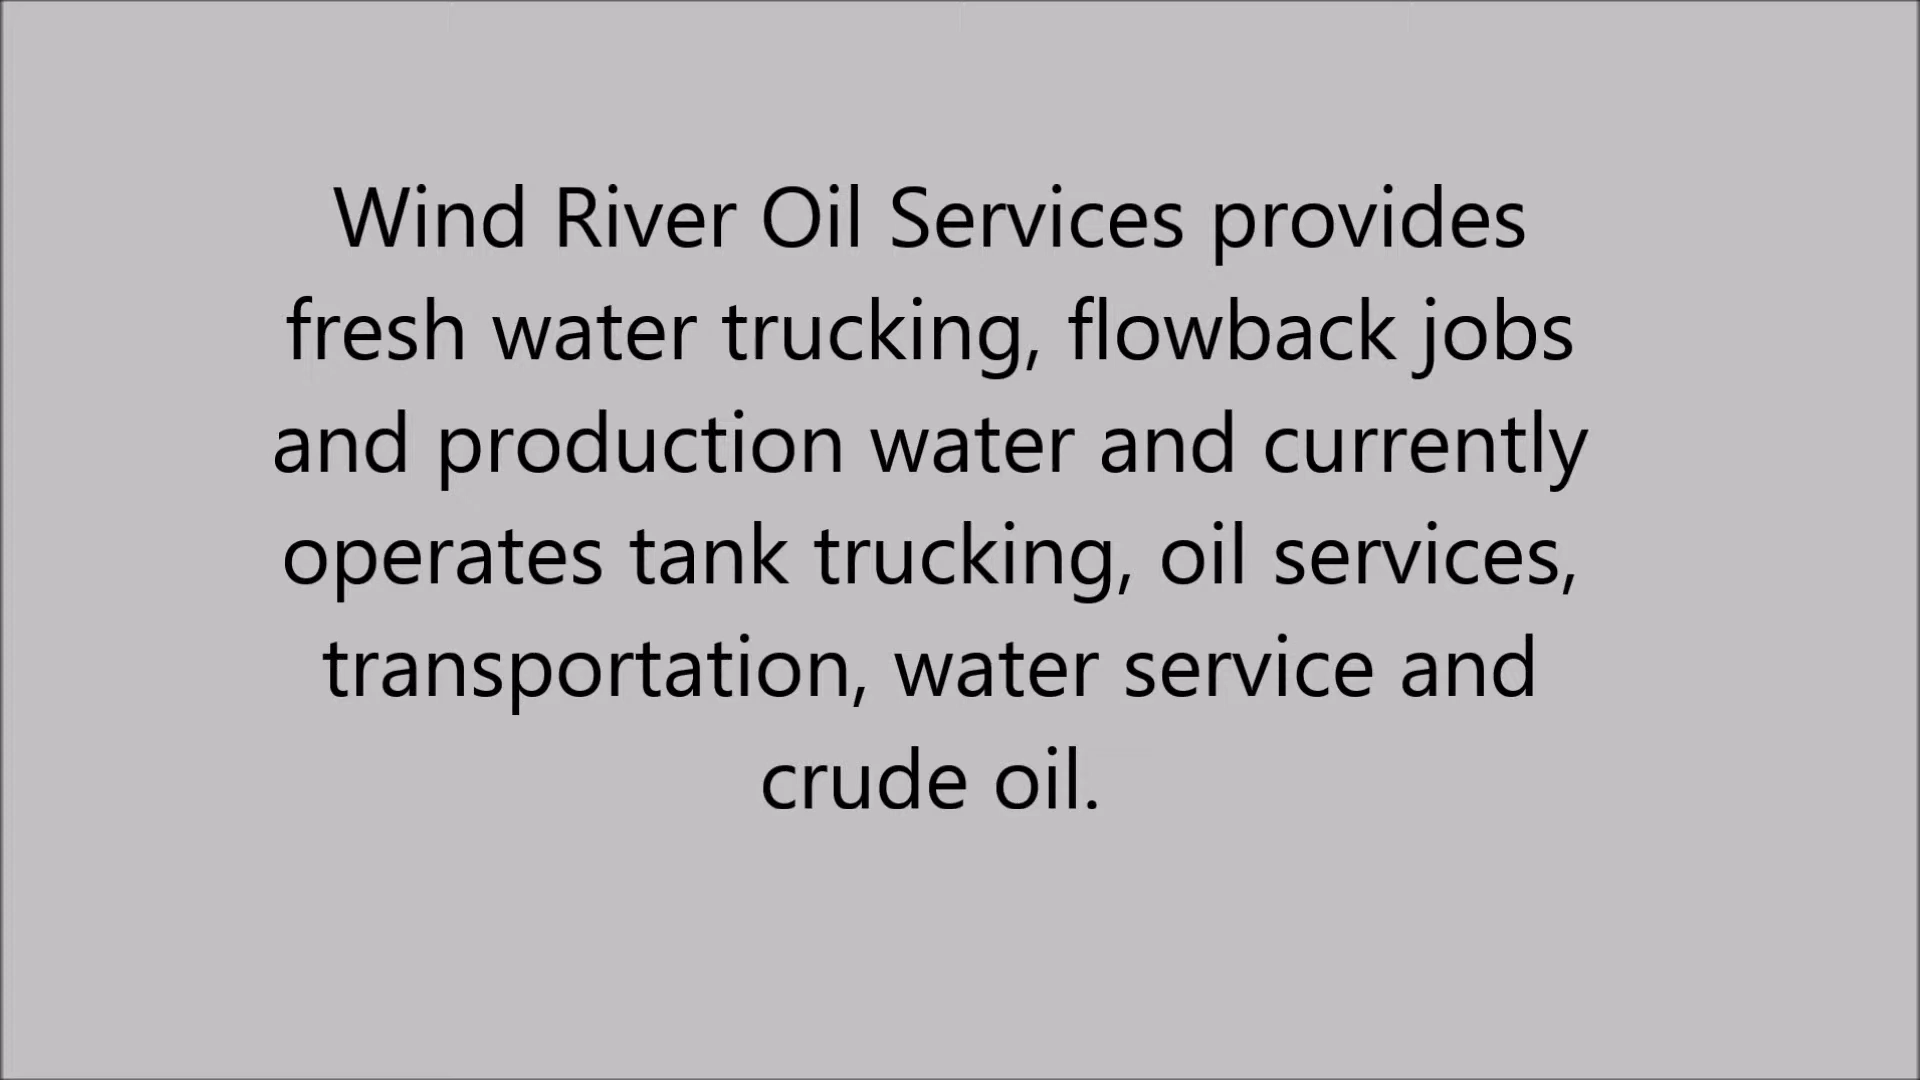 Wind River Oil Services provides
fresh water trucking, flowback jobs
and production water and currently
operates tank trucking, oil services,
transportation, water service and
crude oil.